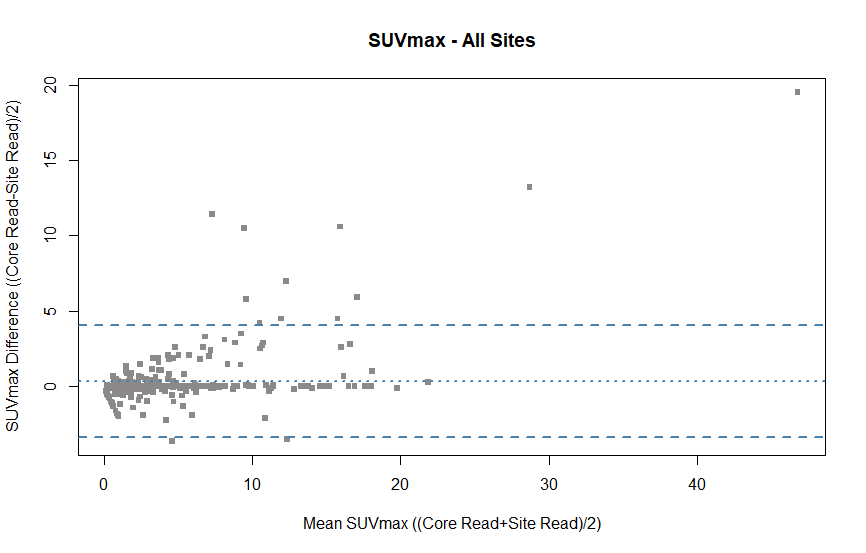 SUVmax - All Sites
SUVmax Difference ((Core Read-Site Read)/2)
20
15
10
5
0
0 10 20 30 40
Mean SUVmax ((Core Read+Site Read)/2)